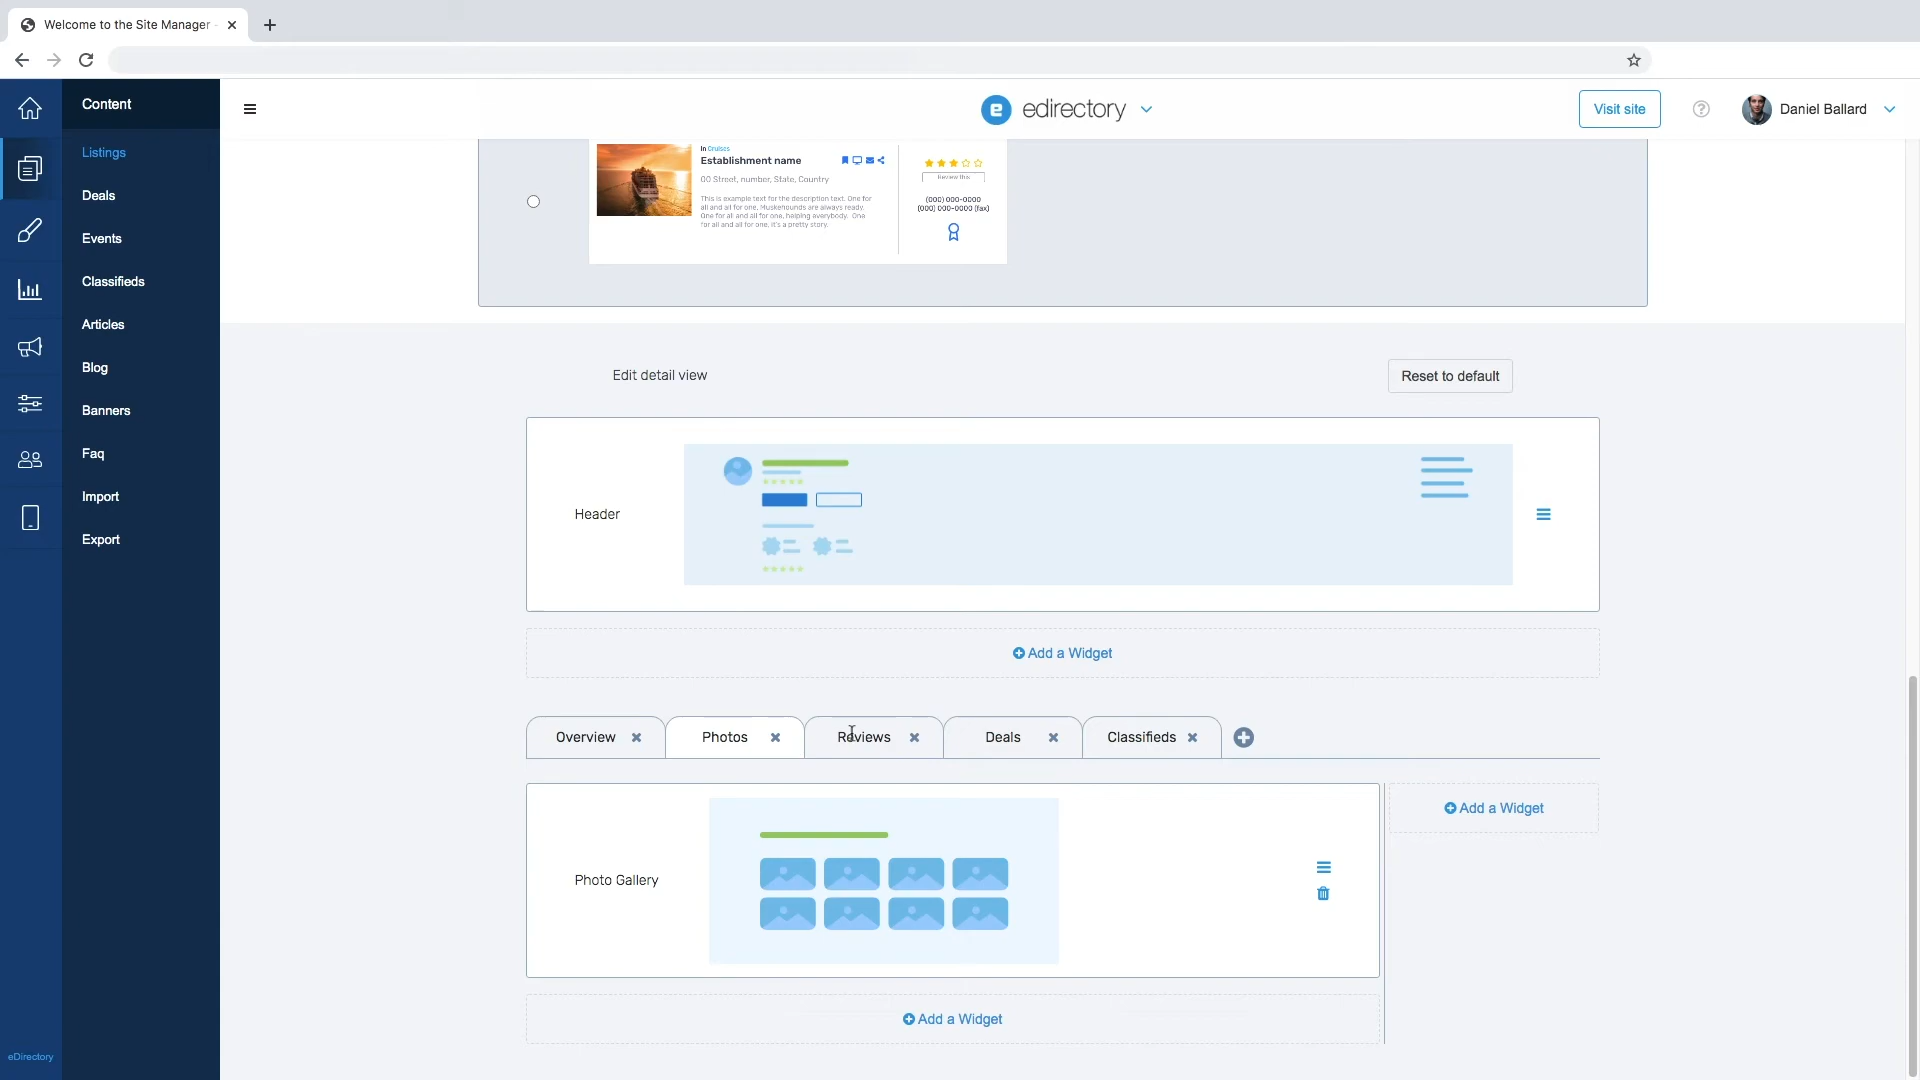 Welcome to the Site Manager
Content
e edirectory
Visit site
Daniel Ballard
Listings
Deals
Events
Classifieds
Articles
Blog
Banners
Faq
Import
Export
eDirectory
In Cruises
Establishment name
00 Street, number, State, Country
This is example text for the description text. One for
all and all for one, Muskehounds are always ready.
One for all and all for one, helping everybody. One
for all and all for one, it's a pretty story.
Review this
(000) 000-0000
(000) 000-0000 (fax)
Edit detail view
Reset to default
Header
Add a Widget
Overview
Photos
Reviews
Deals
Classifieds
Photo Gallery
Add a Widget
Add a Widget